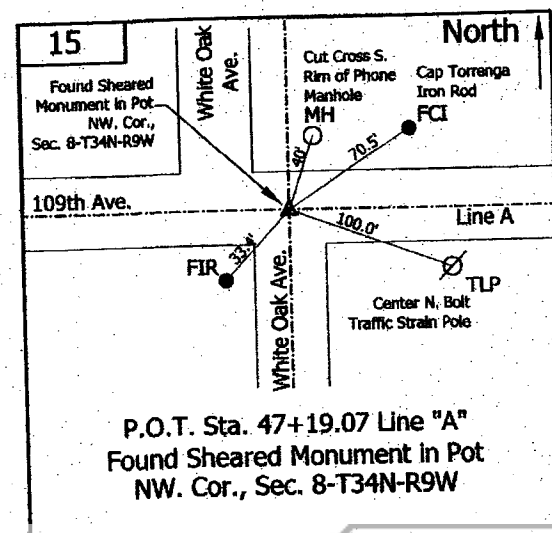 15
North
White Oak
Ave.
Found Sheared
Monument in Pot
NW. Cor.,
Sec. 8-T34N-R9W
Cut Cross S.
Rim of Phone
Manhole
MH
Cap Torrenga
Iron Rod
FCI
40'
70.5'
109th Ave.
Line A
100.0'
33.4'
FIR
TLP
Center N. Bolt
Traffic Strain Pole
White Oak Ave.
P.O.T. Sta. 47+19.07 Line "A"
Found Sheared Monument in Pot
NW. Cor., Sec. 8-T34N-R9W